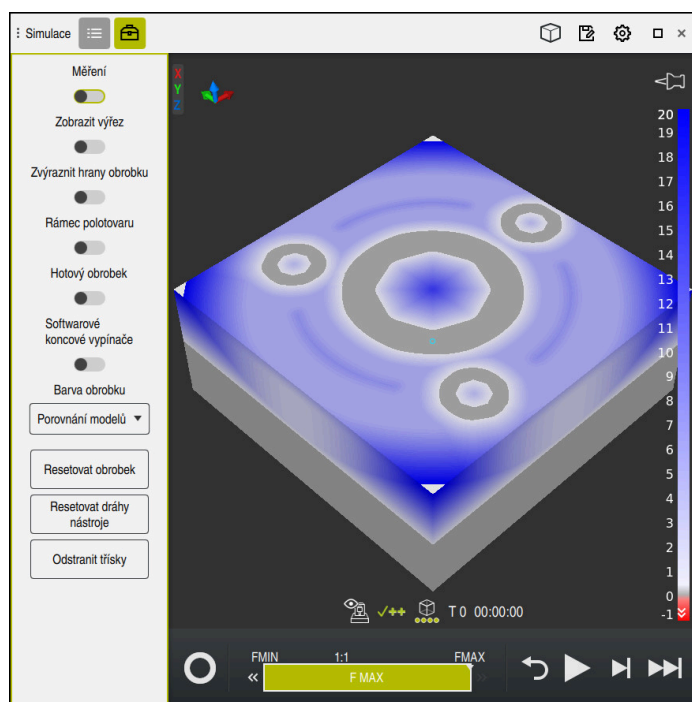 Simulace
Měření
Zobrazit výřez
Zvýraznit hrany obrobku
Rámec polotovaru
Hotový obrobek
Softwarové
koncové vypínače
Barva obrobku
Porovnání modelů
Resetovat obrobek
Resetovat dráhy
nástroje
Odstranit třísky
X
Y
Z
20
19
18
17
16
15
14
13
12
11
10
9
8
7
6
5
4
3
2
1
0
-1
T 0 00:00:00
FMIN 1:1 FMAX
F MAX